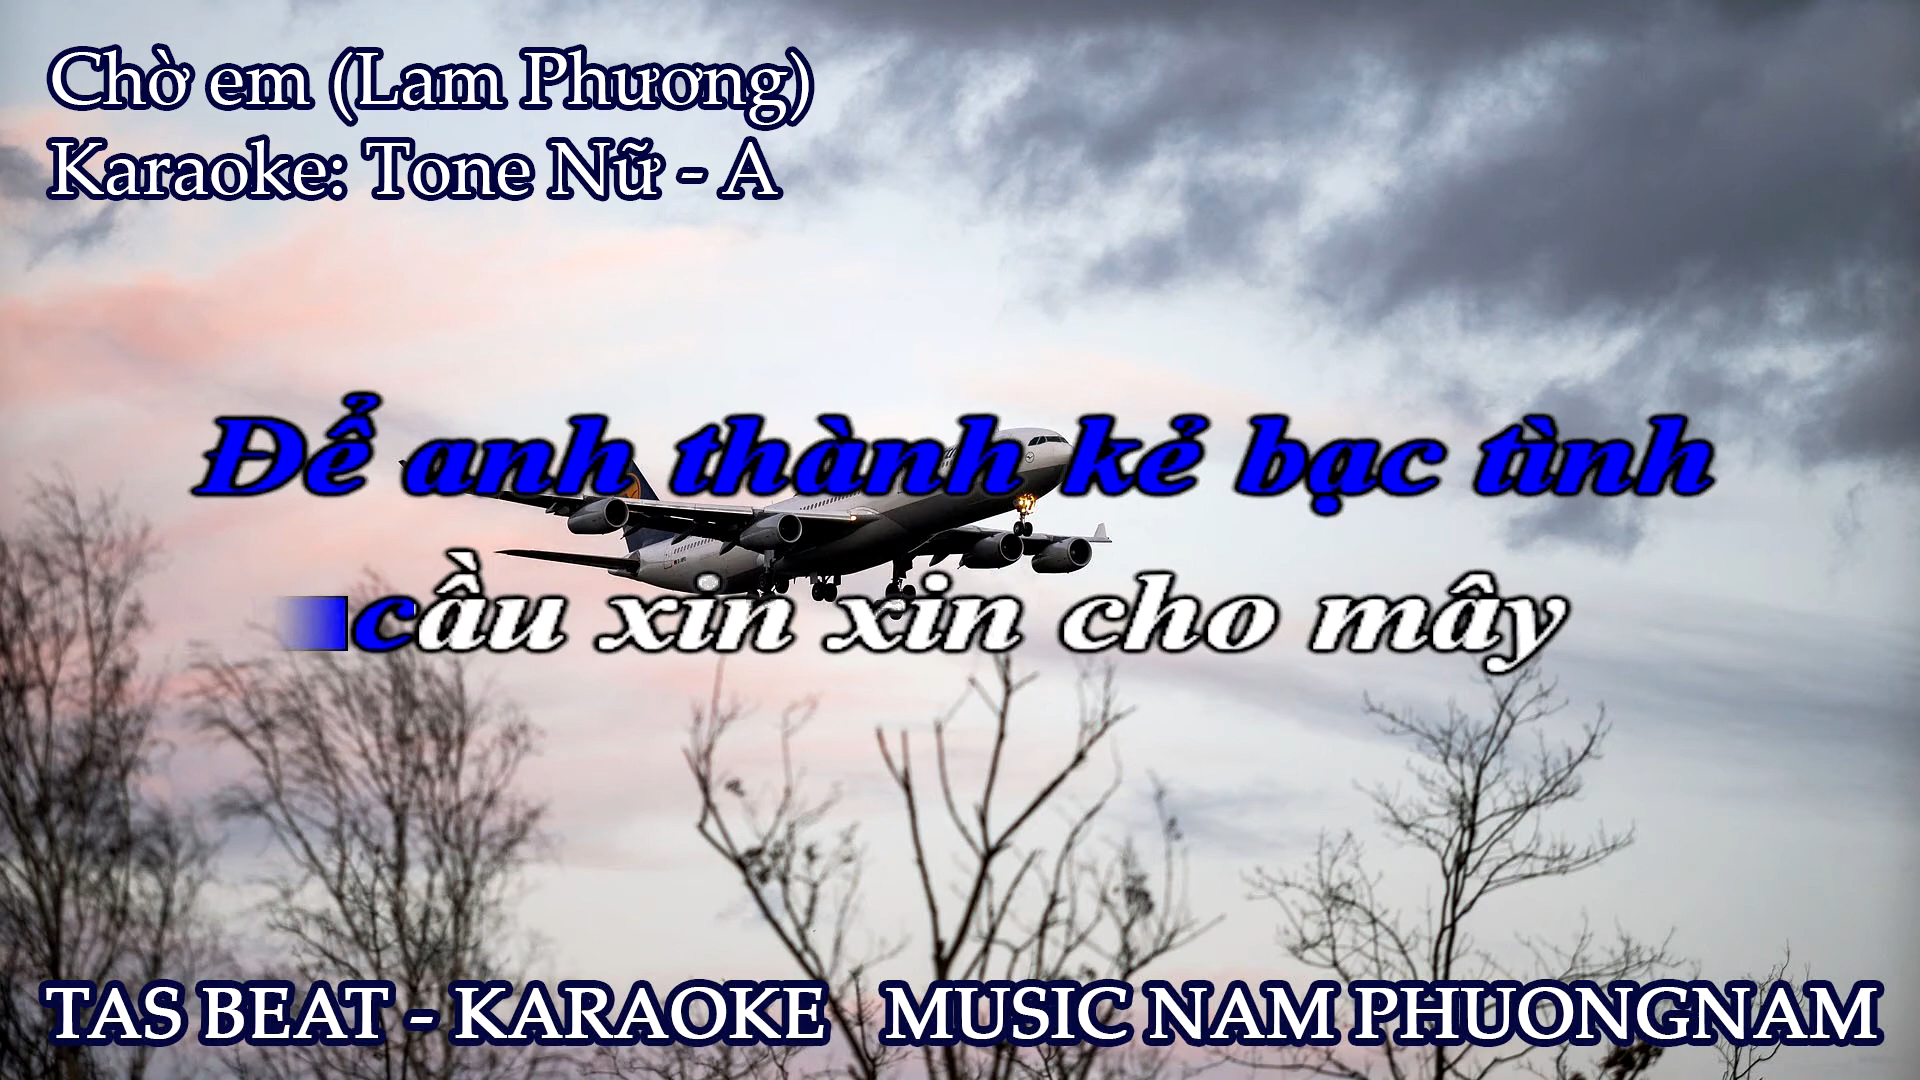 Chờ em (Lam Phương)
Karaoke: Tone Nữ - A
Để anh thành kẻ bạc tình
cầu xin xin cho mây
TAS BEAT - KARAOKE MUSIC NAM PHUONGNAM